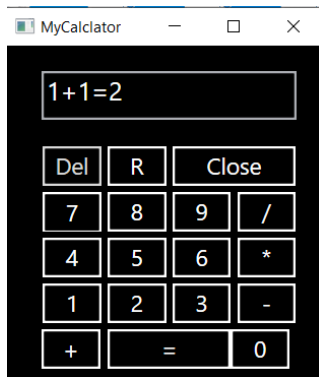 MyCalclator
1+1=2
Del R Close
7 8 9 /
4 5 6 *
1 2 3 -
+ = 0